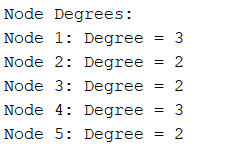 Node Degrees:
Node 1: Degree = 3
Node 2: Degree = 2
Node 3: Degree = 2
Node 4: Degree = 3
Node 5: Degree = 2